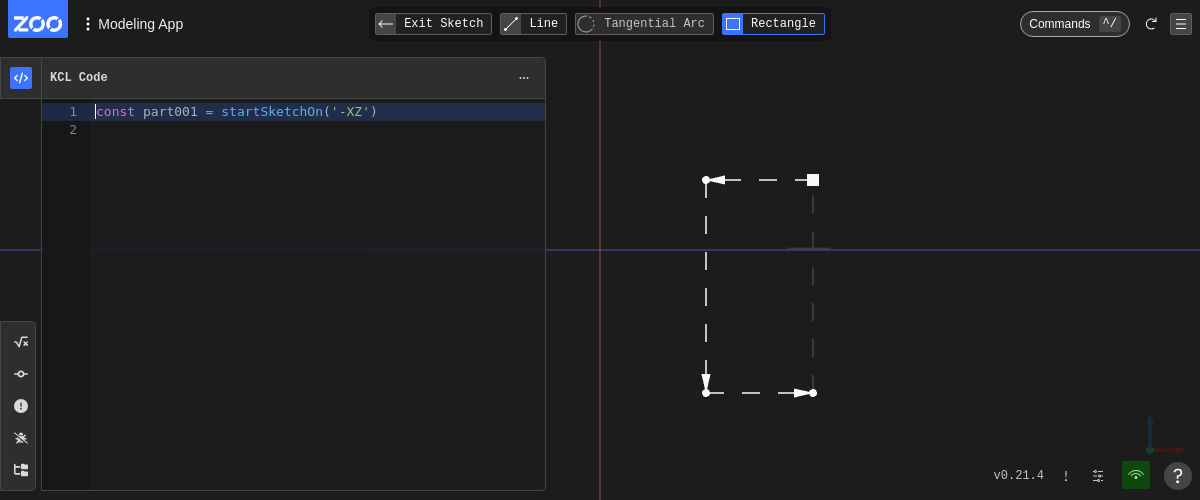 ZOO
Modeling App
Exit Sketch
Line
Tangential Arc
Rectangle
Commands ^/
KCL Code
1 const part001 = startSketchOn('-XZ')
2
v0.21.4
!
?